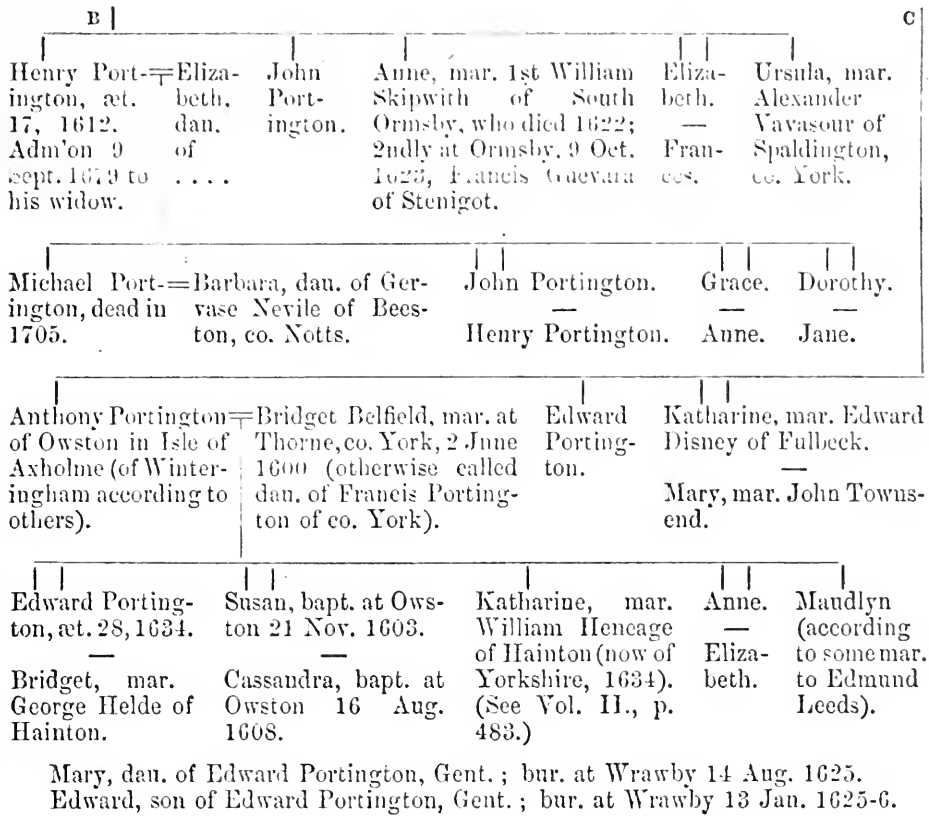 B C
Henry Port-
ington, æt.
17, 1612.
Adm'on 9
Sept. 1679 to
his widow.
Eliza-
beth,
dau.
of
. . . .
John
Port-
ington.
Anne, mar. 1st William
Skipwith of South
Ormsby, who died 1622;
2ndly at Ormsby, 9 Oct.
1623, Francis Guevara
of Stenigot.
Eliza-
beth.
—
Fran-
ces.
Ursula, mar.
Alexander
Vavasour of
Spaldington,
co. York.
Michael Port-
ington, dead in
1705.
Barbara, dau. of Ger-
vase Nevile of Bees-
ton, co. Notts.
John Portington.
—
Henry Portington.
Grace.
—
Anne.
Dorothy.
—
Jane.
Anthony Portington
of Owston in Isle of
Axholme (of Winter-
ingham according to
others).
Bridget Belfield, mar. at
Thorne, co. York, 2 June
1600 (otherwise called
dau. of Francis Porting-
ton of co. York).
Edward
Porting-
ton.
Katharine, mar. Edward
Disney of Fulbeck.
—
Mary, mar. John Towns-
end.
Edward Porting-
ton, æt. 28, 1634.
—
Bridget, mar.
George Helde of
Hainton.
Susan, bapt. at Ows-
ton 21 Nov. 1603.
—
Cassandra, bapt. at
Owston 16 Aug.
1608.
Katharine, mar.
William Heneage
of Hainton (now of
Yorkshire, 1634).
(See Vol. II., p.
483.)
Anne.
—
Eliza-
beth.
Maudlyn
(according
to some mar.
to Edmund
Leeds).
Mary, dau. of Edward Portington, Gent. ; bur. at Wrawby 14 Aug. 1625.
Edward, son of Edward Portington, Gent. ; bur. at Wrawby 13 Jan. 1625-6.